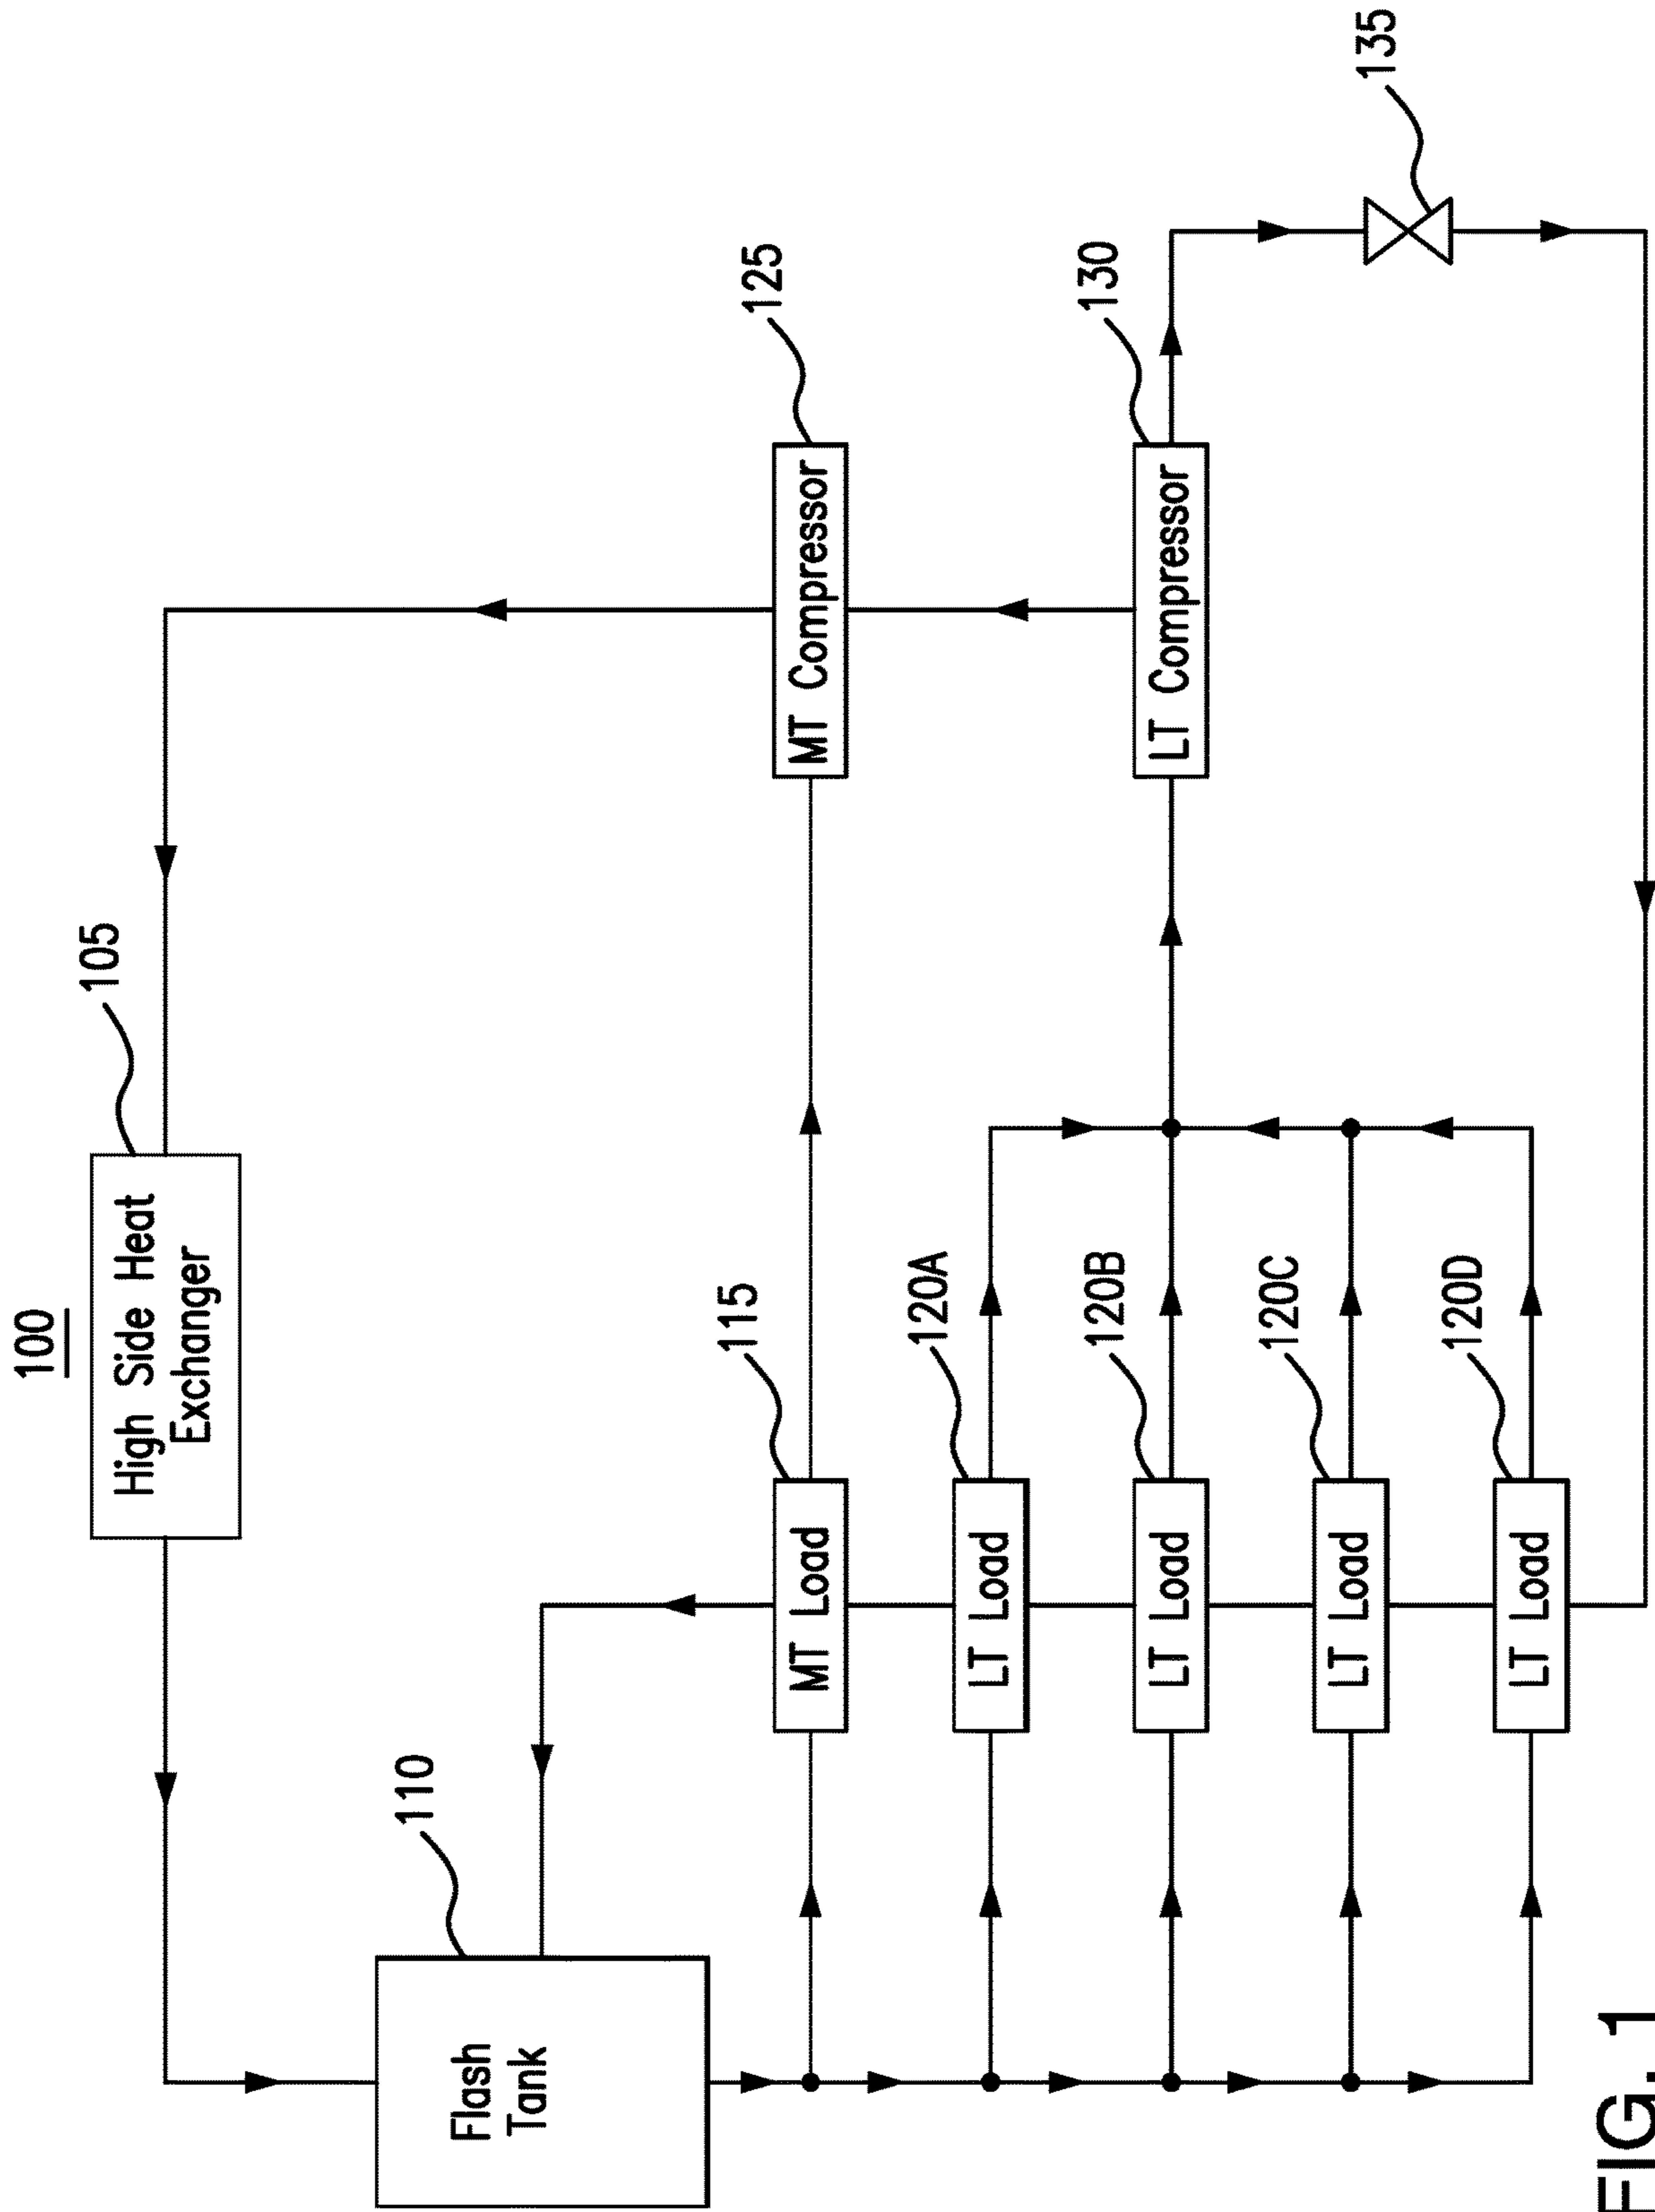 100
High Side Heat
Exchanger
105
Flash
Tank
110
MT Load
115
MT Compressor
125
LT Load
120A
LT Load
120B
LT Compressor
130
LT Load
120C
LT Load
120D
135
FIG. 1